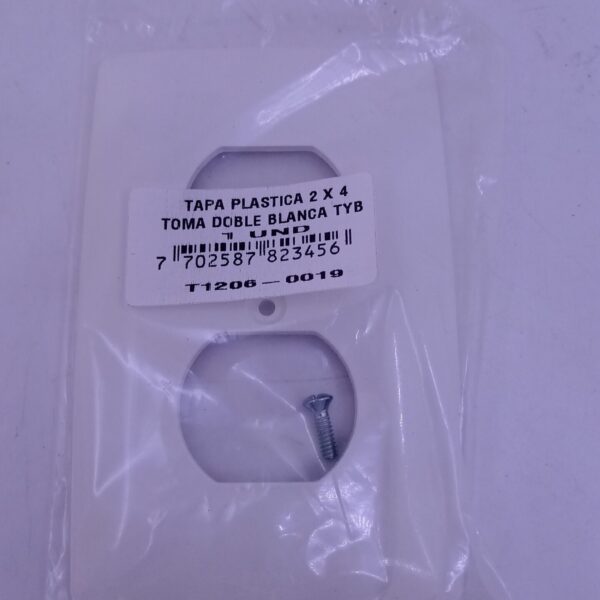 TAPA PLASTICA 2 X 4
TOMA DOBLE BLANCA TYB
1 UND
7 702587 823456
T1206-0019